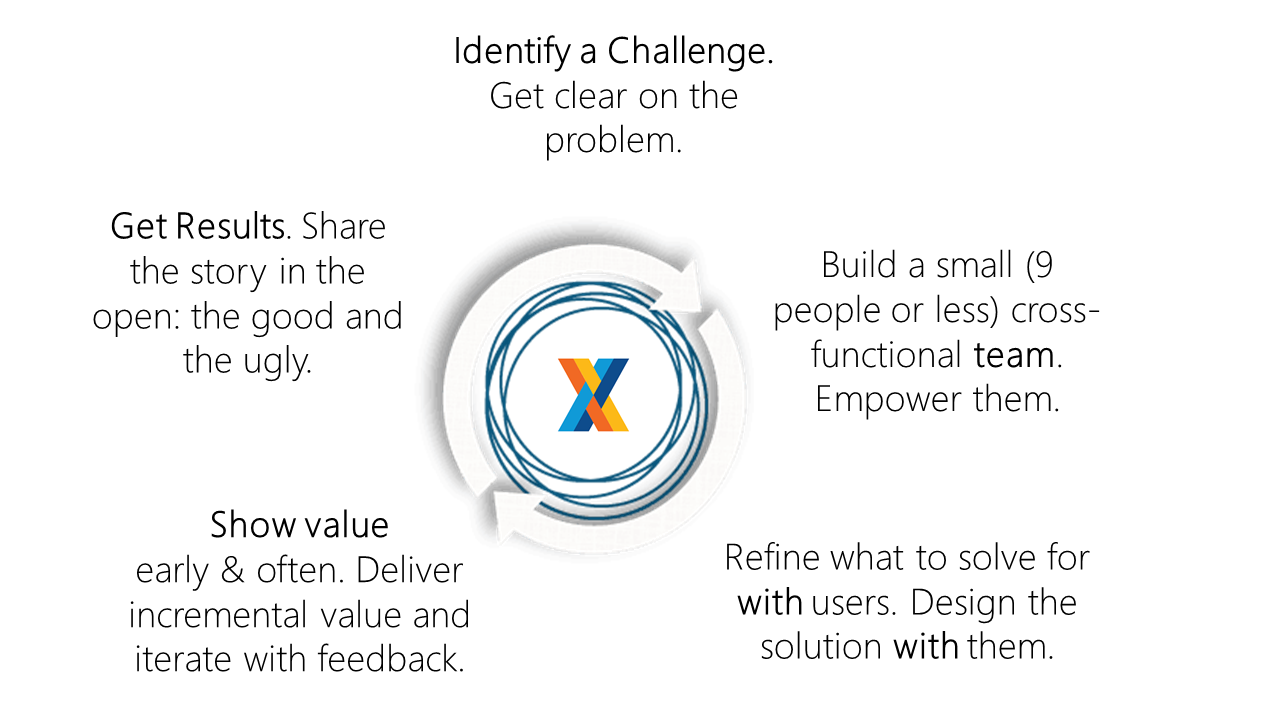 Identify a Challenge.
Get clear on the
problem.
Build a small (9
people or less) cross-
functional team.
Empower them.
Refine what to solve for
with users. Design the
solution with them.
Show value
early & often. Deliver
incremental value and
iterate with feedback.
Get Results. Share
the story in the
open: the good and
the ugly.